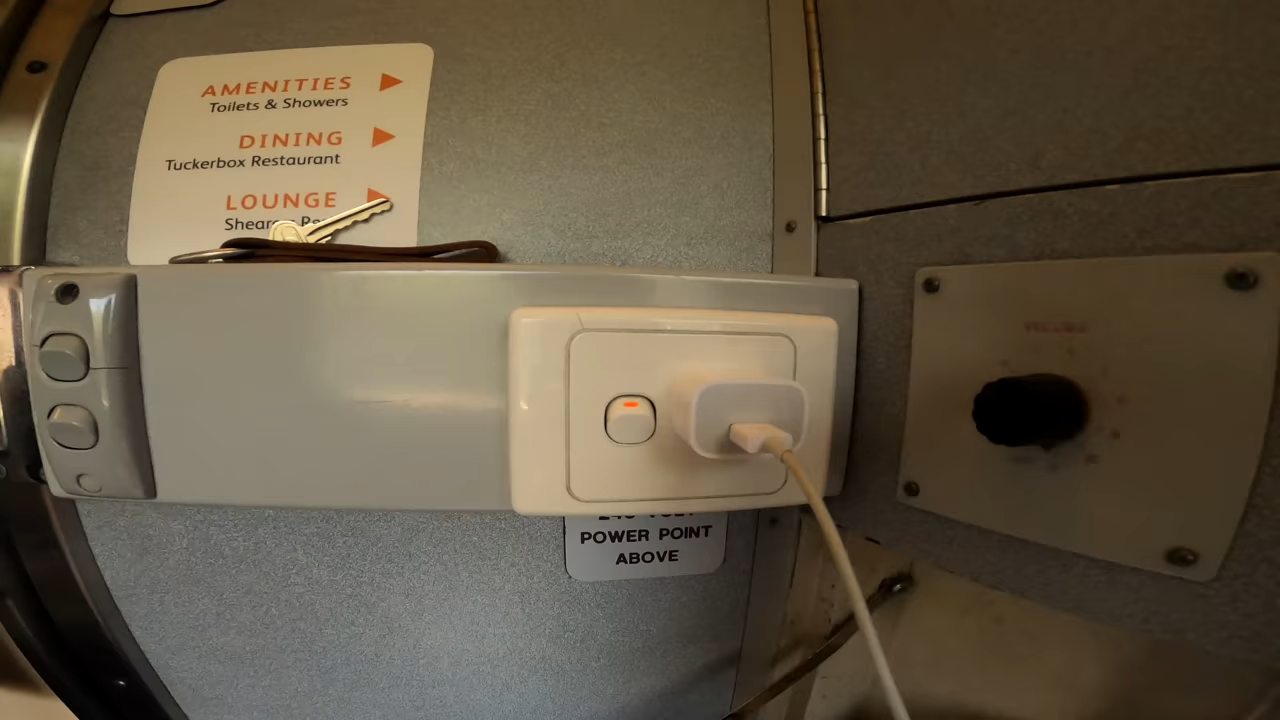 AMENITIES
Toilets & Showers
DINING
Tuckerbox Restaurant
LOUNGE
POWER POINT
ABOVE